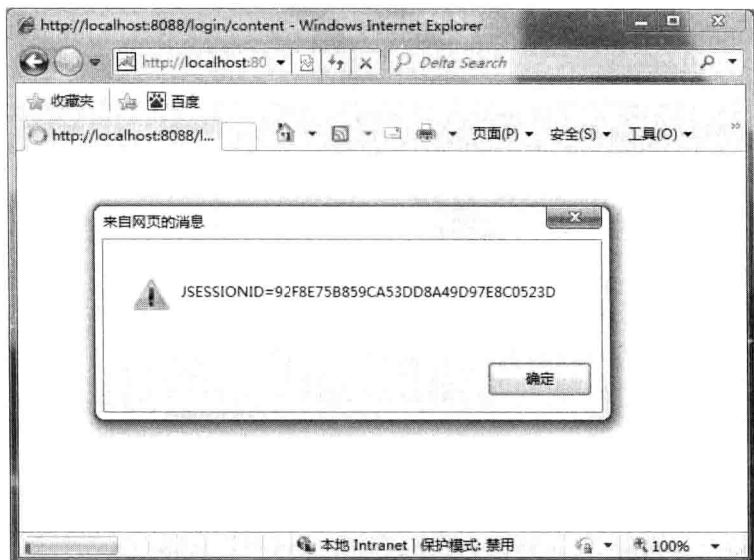 http://localhost:8088/login/content - Windows Internet Explorer
http://localhost:80
Delta Search
收藏夹
百度
http://localhost:8088/l...
页面(P)
安全(S)
工具(O)
来自网页的消息
JSESSIONID=92F8E75B859CA53DD8A49D97E8C0523D
确定
本地 Intranet | 保护模式: 禁用
100%